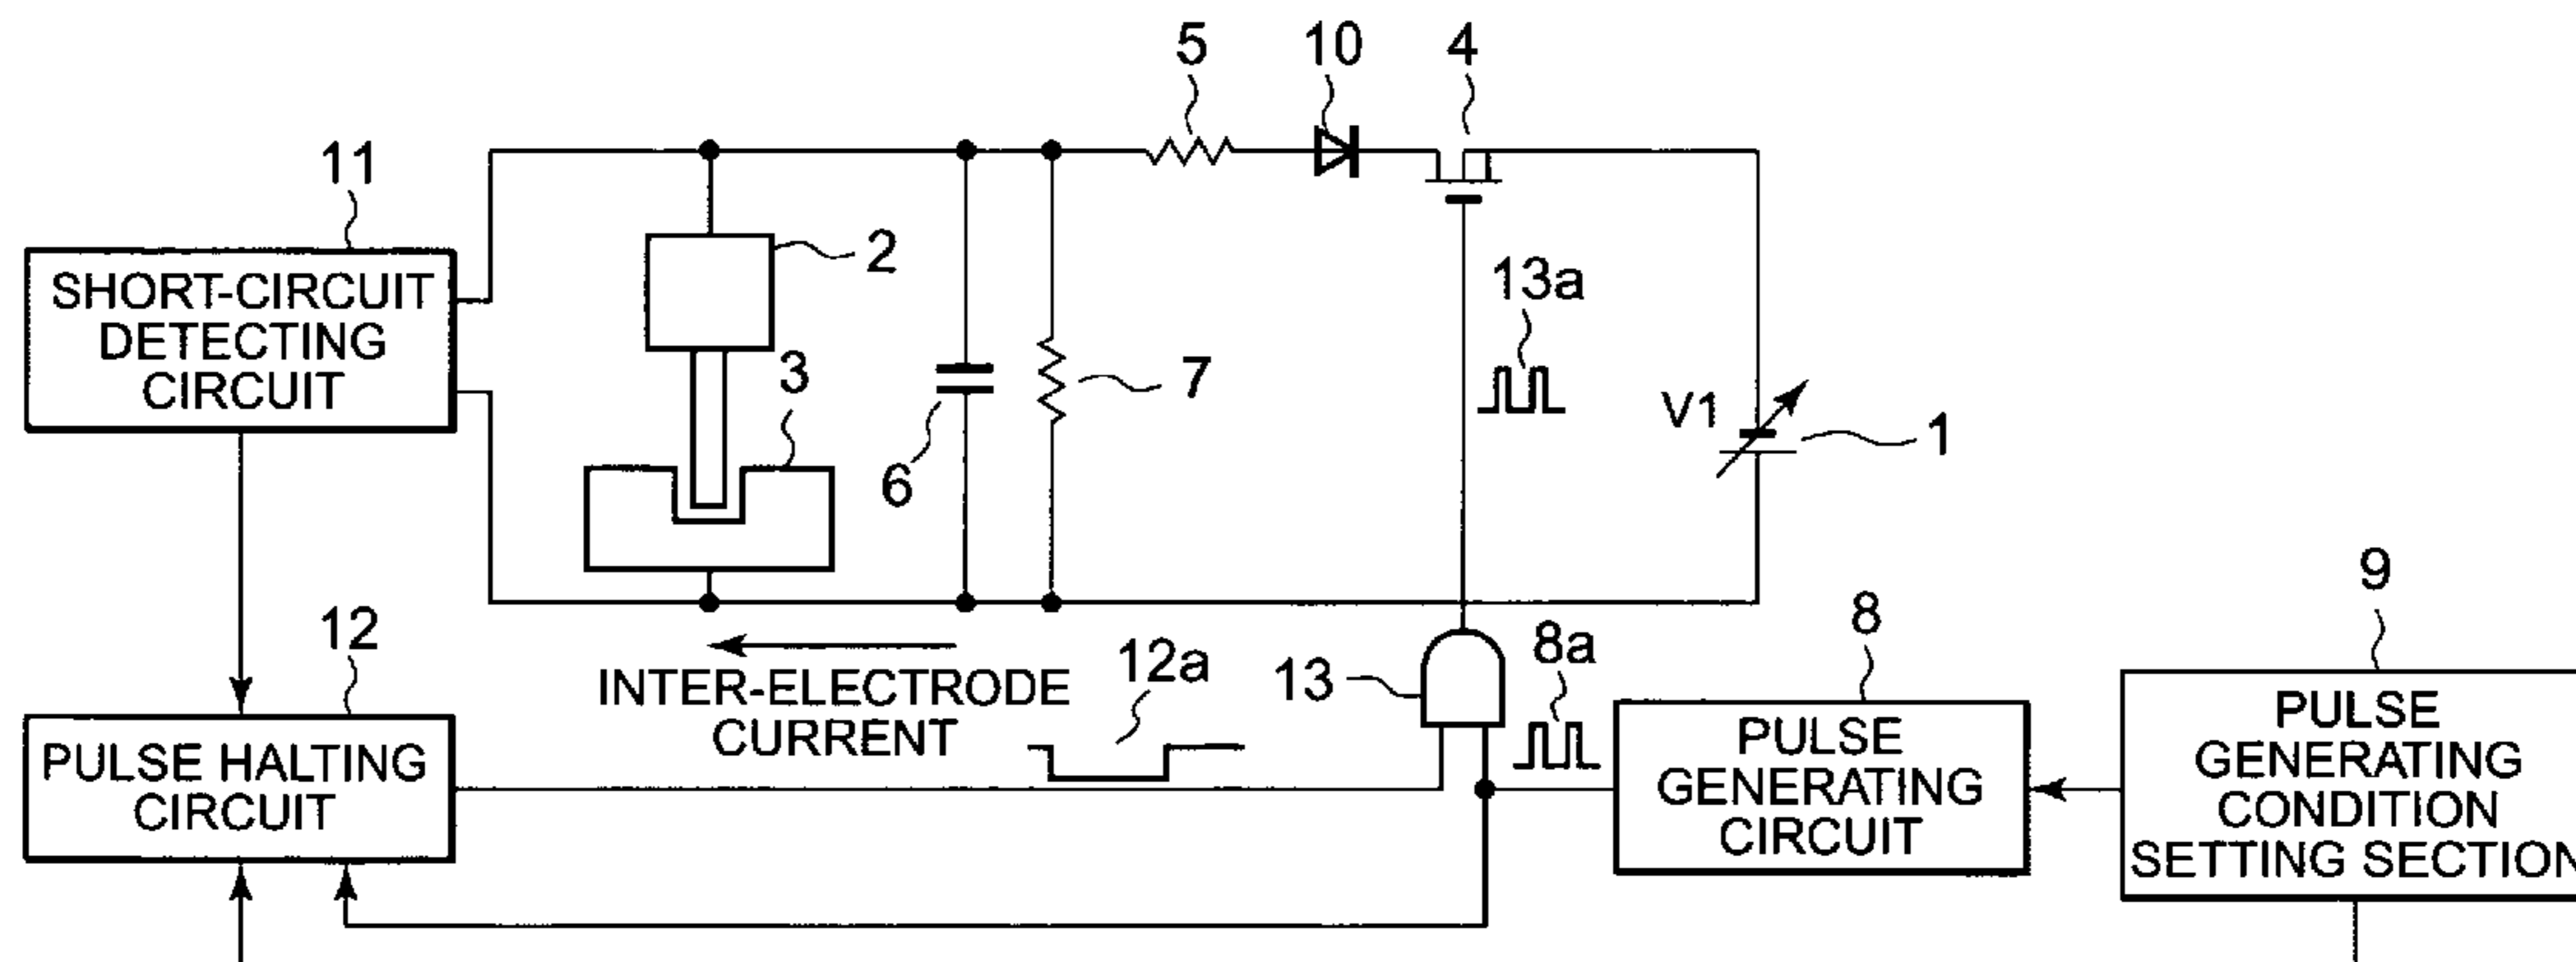 5
10
4
11
SHORT-CIRCUIT
DETECTING
CIRCUIT
2
3
6
7
13a
V1
1
12
PULSE HALTING
CIRCUIT
INTER-ELECTRODE
CURRENT
12a
13
8a
8
PULSE
GENERATING
CIRCUIT
9
PULSE
GENERATING
CONDITION
SETTING SECTION